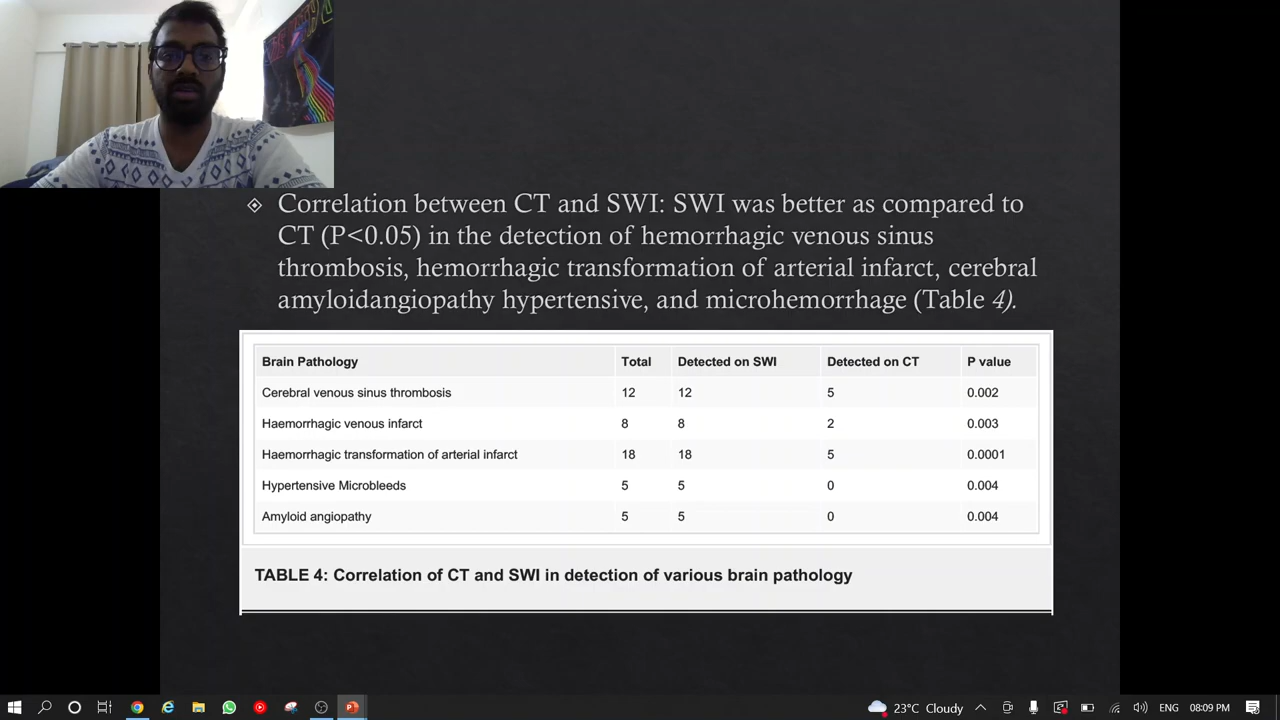 Correlation between CT and SWI: SWI was better as compared to
CT (P<0.05) in the detection of hemorrhagic venous sinus
thrombosis, hemorrhagic transformation of arterial infarct, cerebral
amyloidangiopathy hypertensive, and microhemorrhage (Table 4).
Brain Pathology Total Detected on SWI Detected on CT P value
Cerebral venous sinus thrombosis 12 12 5 0.002
Haemorrhagic venous infarct 8 8 2 0.003
Haemorrhagic transformation of arterial infarct 18 18 5 0.0001
Hypertensive Microbleeds 5 5 0 0.004
Amyloid angiopathy 5 5 0 0.004
TABLE 4: Correlation of CT and SWI in detection of various brain pathology
23°C Cloudy ENG 08:09 PM